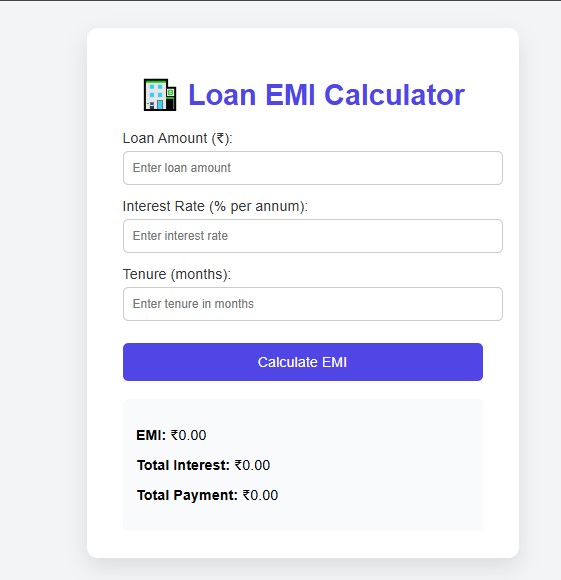 Loan EMI Calculator
Loan Amount (₹):
Enter loan amount
Interest Rate (% per annum):
Enter interest rate
Tenure (months):
Enter tenure in months
Calculate EMI
EMI: ₹0.00
Total Interest: ₹0.00
Total Payment: ₹0.00